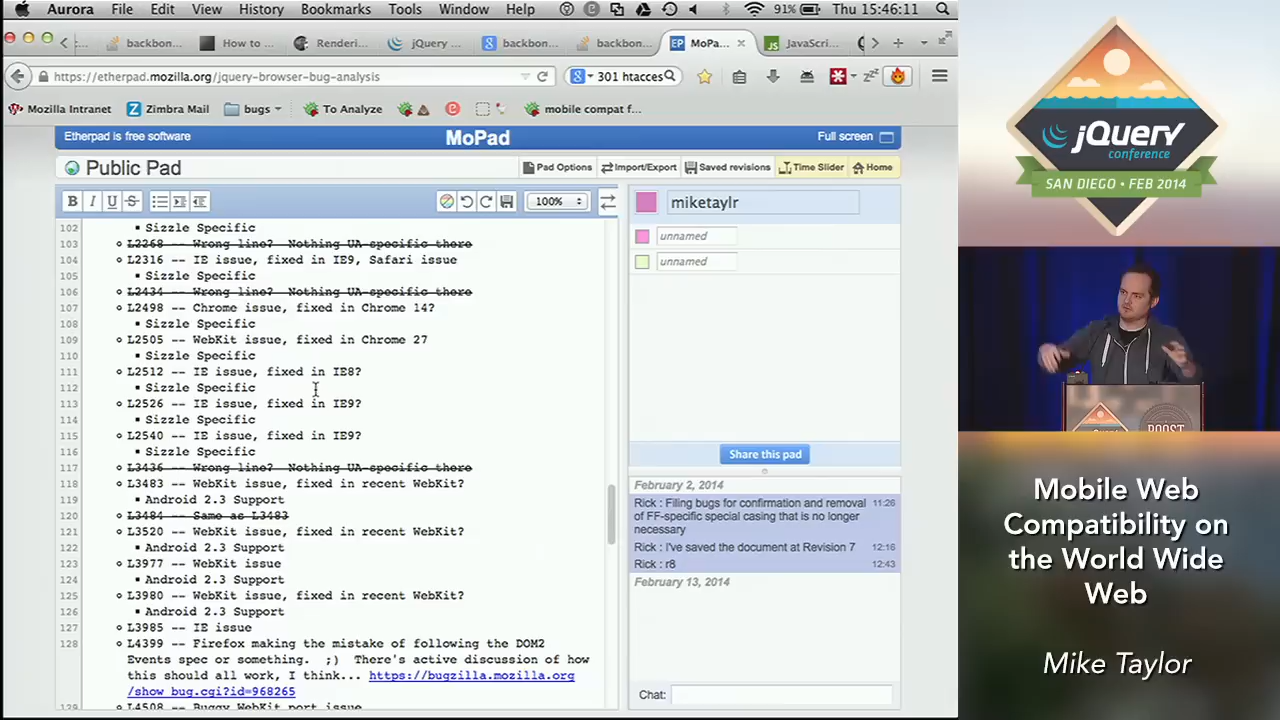 Aurora File Edit View History Bookmarks Tools Window Help 91% Thu 15:46:11
backbon... How to ... Renderi... jQuery ... backbon... backbon... MoPa... JavaScri...
https://etherpad.mozilla.org/jquery-browser-bug-analysis 301 htacces
Mozilla Intranet Zimbra Mail bugs To Analyze mobile compat f...
Etherpad is free software MoPad Full screen
Public Pad Pad Options Import/Export Saved revisions Time Slider Home
B I U S 100%
102 Sizzle Specific
103 L2268 -- Wrong line? Nothing UA-specific there
104 L2316 -- IE issue, fixed in IE9, Safari issue
105 Sizzle Specific
106 L2434 -- Wrong line? Nothing UA-specific there
107 L2498 -- Chrome issue, fixed in Chrome 14?
108 Sizzle Specific
109 L2505 -- WebKit issue, fixed in Chrome 27
110 Sizzle Specific
111 L2512 -- IE issue, fixed in IE8?
112 Sizzle Specific
113 L2526 -- IE issue, fixed in IE9?
114 Sizzle Specific
115 L2540 -- IE issue, fixed in IE9?
116 Sizzle Specific
117 L3436 -- Wrong line? Nothing UA-specific there
118 L3483 -- WebKit issue, fixed in recent WebKit?
119 Android 2.3 Support
120 L3484 -- Same as L3483
121 L3520 -- WebKit issue, fixed in recent WebKit?
122 Android 2.3 Support
123 L3977 -- WebKit issue
124 Android 2.3 Support
125 L3980 -- WebKit issue, fixed in recent WebKit?
126 Android 2.3 Support
127 L3985 -- IE issue
128 L4399 -- Firefox making the mistake of following the DOM2
Events spec or something. ;) There's active discussion of how
this should all work, I think... https://bugzilla.mozilla.org
/show_bug.cgi?id=968265
129 L4508 -- Buggy WebKit port issue
miketaylr
unnamed
unnamed
Share this pad
February 2, 2014
Rick : Filing bugs for confirmation and removal 11:26
of FF-specific special casing that is no longer
necessary
Rick : I've saved the document at Revision 7 12:16
Rick : r8 12:43
February 13, 2014
Chat:
jQuery
conference
SAN DIEGO • FEB 2014
BOOST
Mobile Web
Compatibility on
the World Wide
Web
Mike Taylor